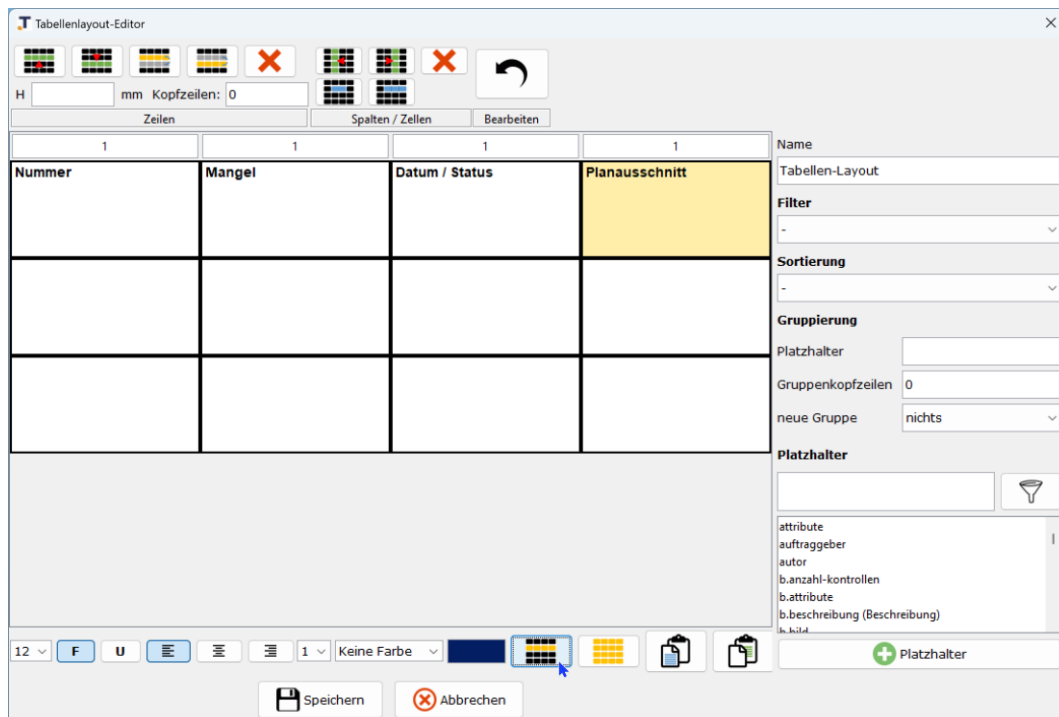 Tabellenlayout-Editor
H mm Kopfzeilen: 0
Zeilen Spalten / Zellen Bearbeiten
1 1 1 1
Nummer Mangel Datum / Status Planausschnitt
Name
Tabellen-Layout
Filter
-
Sortierung
-
Gruppierung
Platzhalter
Gruppenkopfzeilen 0
neue Gruppe nichts
Platzhalter
attribute
auftraggeber
autor
b.anzahl-kontrollen
b.attribute
b.beschreibung (Beschreibung)
b.bild
12 F U 1 Keine Farbe
Platzhalter
Speichern Abbrechen